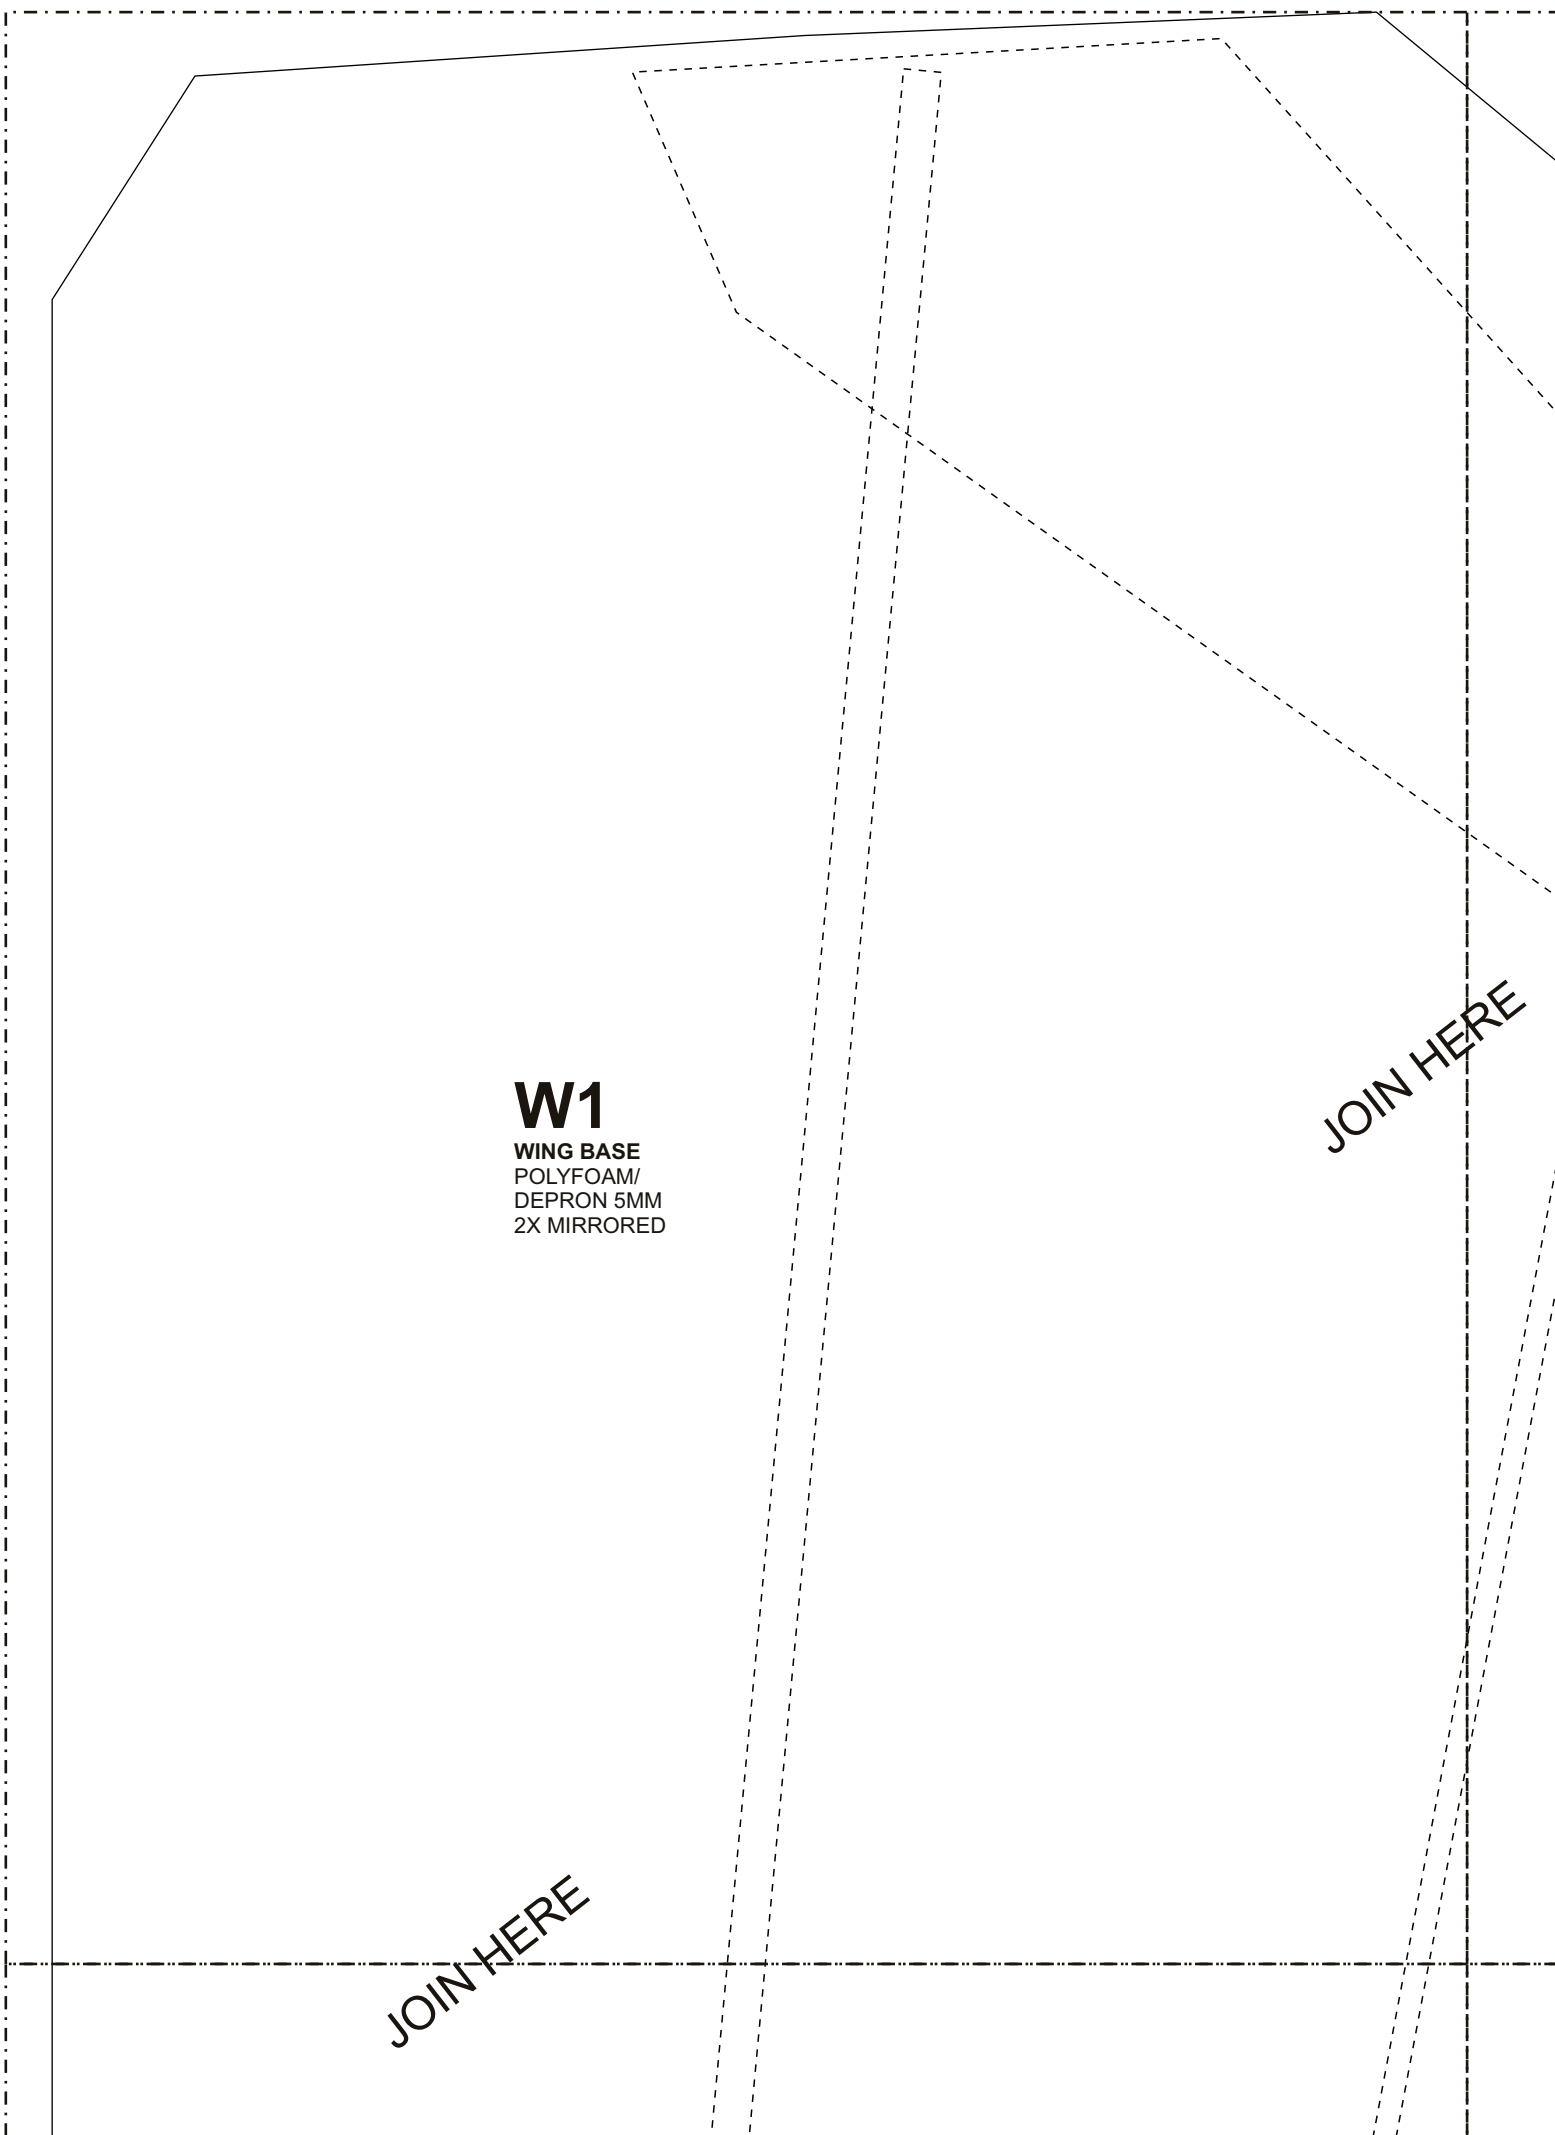 JOIN HERE
W1
WING BASE
POLYFOAM/
DEPRON 5MM
2X MIRRORED
JOIN HERE